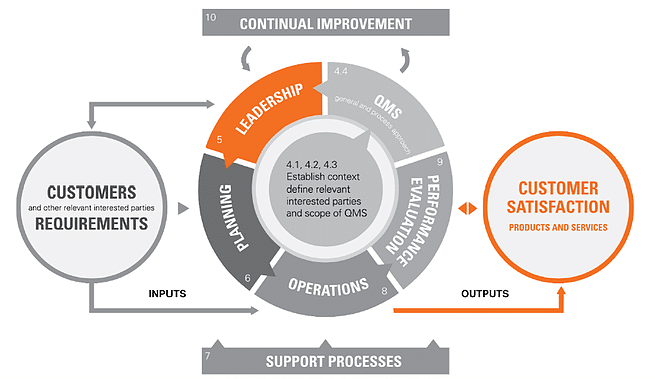 10
CONTINUAL IMPROVEMENT
4.4
QMS
general and process approach
LEADERSHIP
5
9
PERFORMANCE
EVALUATION
4.1, 4.2, 4.3
Establish context
define relevant
interested parties
and scope of QMS
CUSTOMERS
and other relevant interested parties
REQUIREMENTS
CUSTOMER
SATISFACTION
PRODUCTS AND SERVICES
PLANNING
6
OPERATIONS
8
INPUTS
OUTPUTS
7
SUPPORT PROCESSES